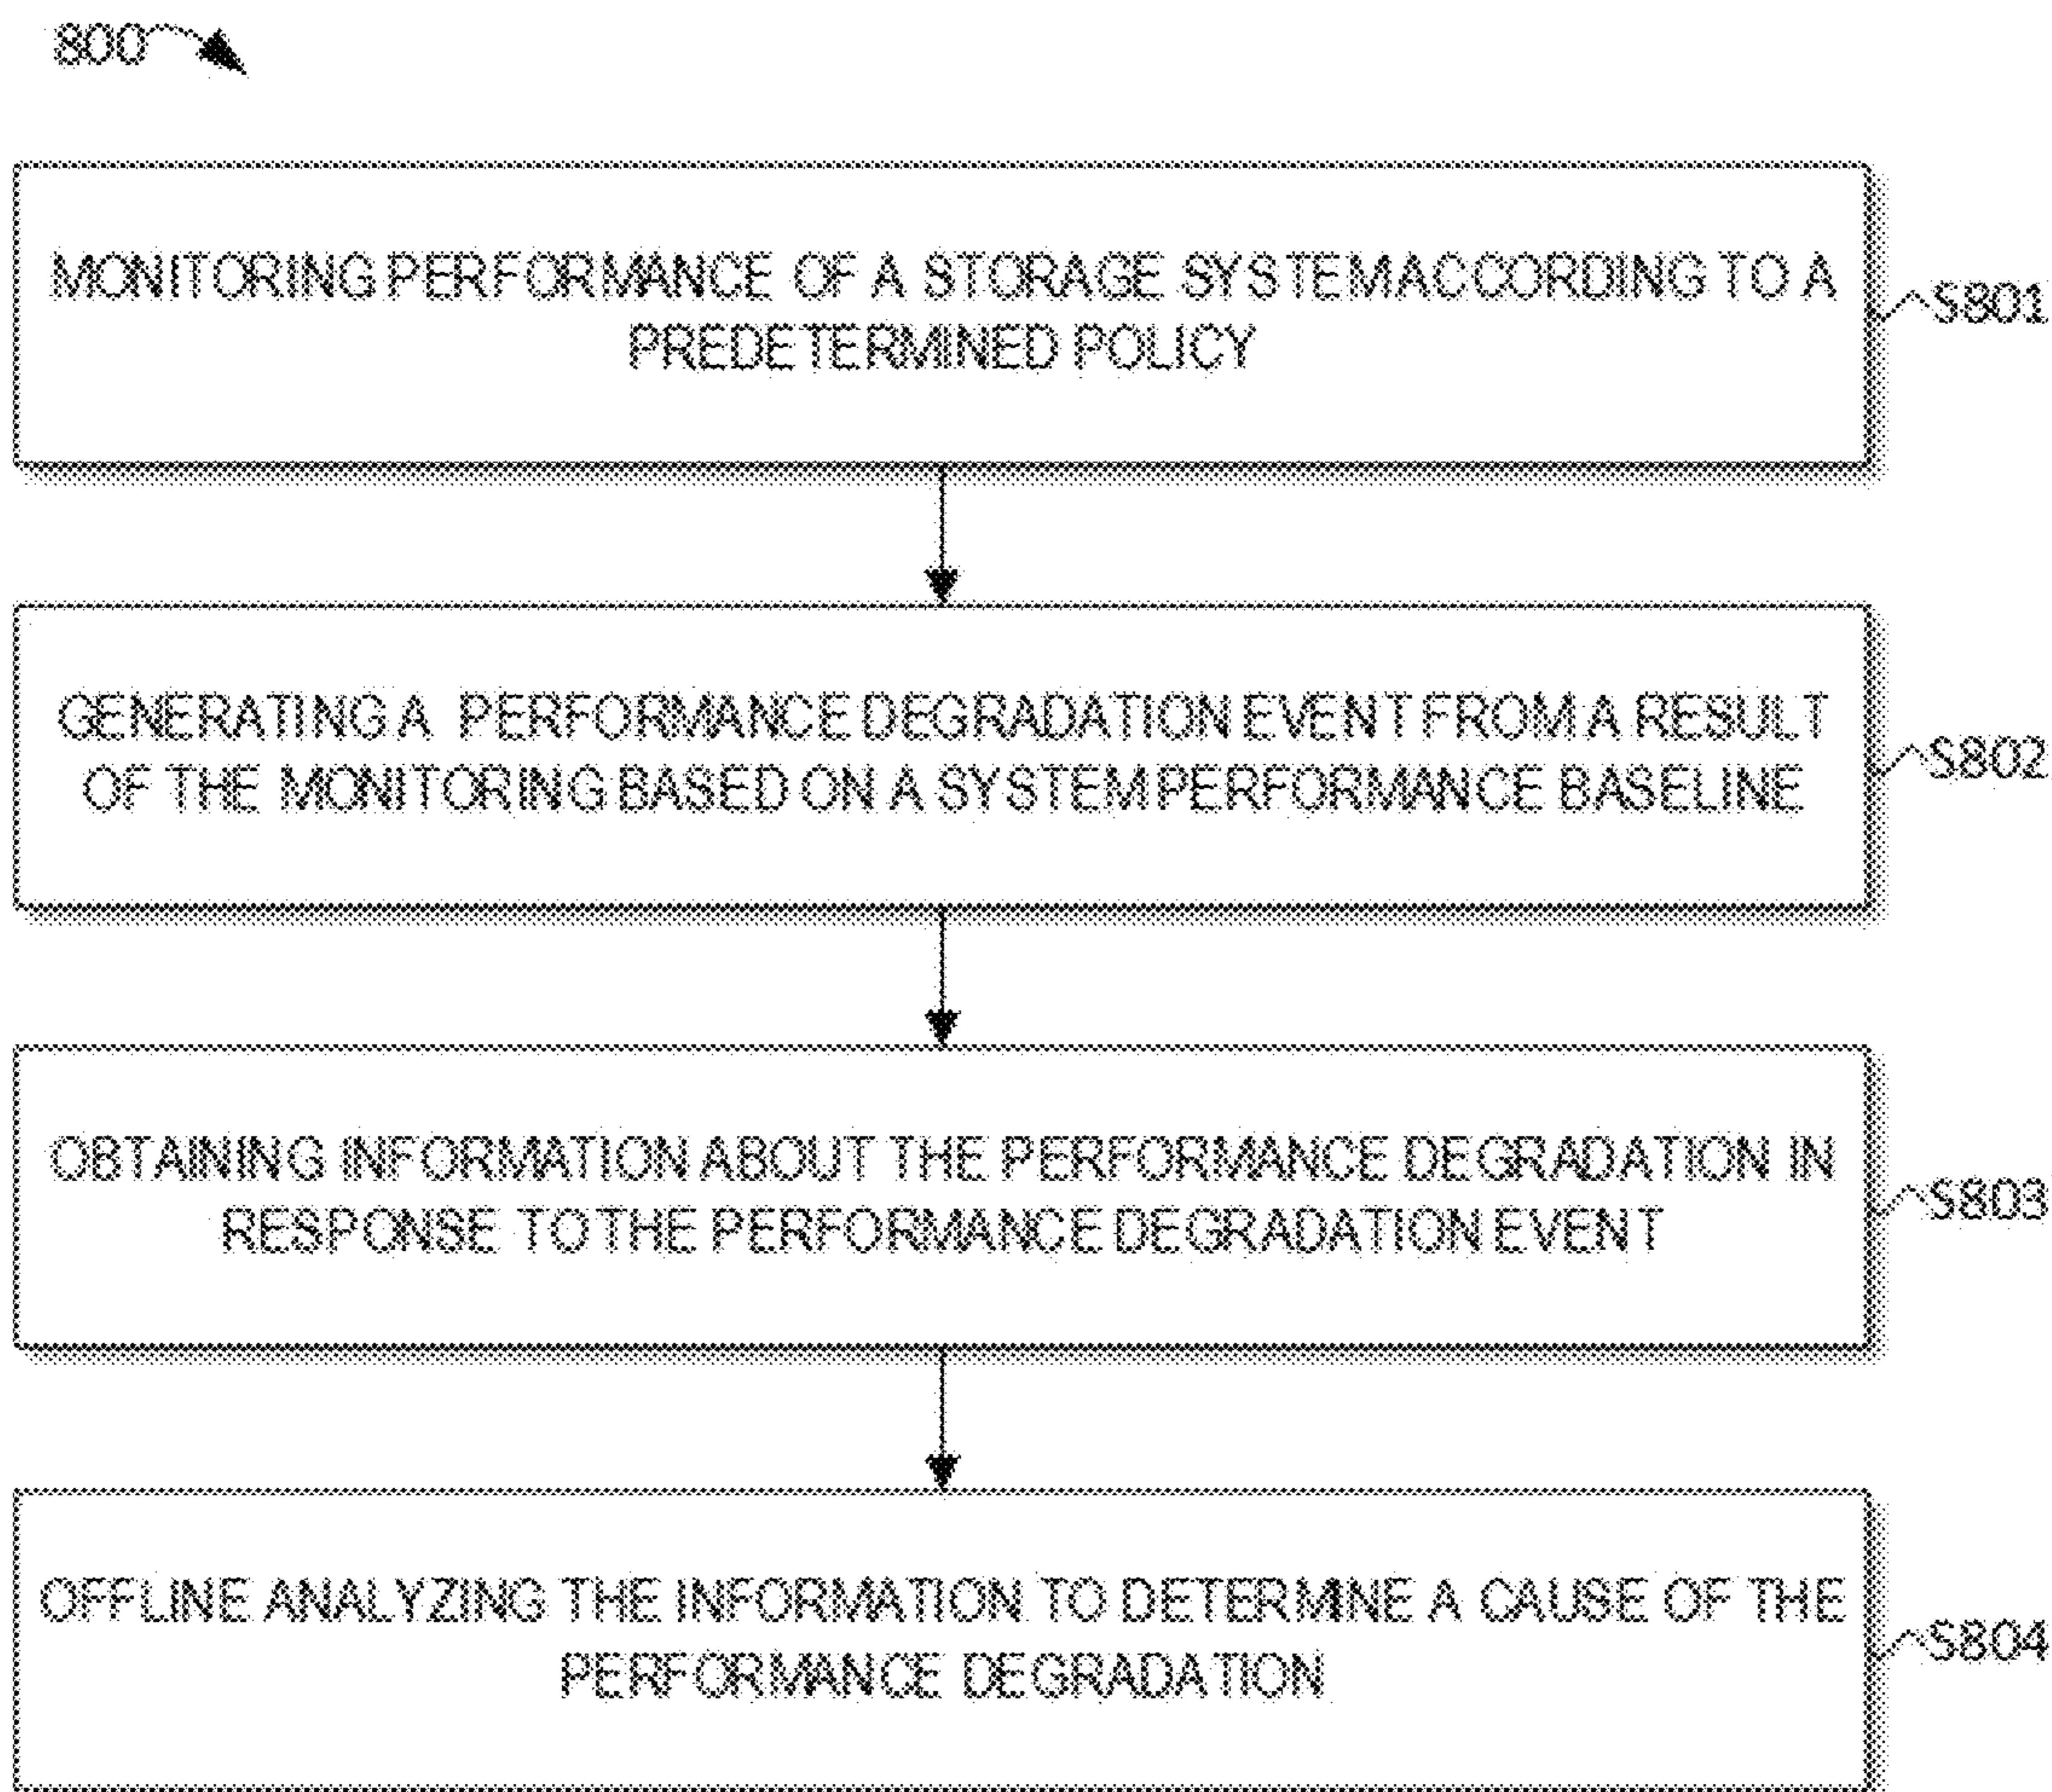 800
MONITORING PERFORMANCE OF A STORAGE SYSTEM ACCORDING TO A
PREDETERMINED POLICY
S801
GENERATING A PERFORMANCE DEGRADATION EVENT FROM A RESULT
OF THE MONITORING BASED ON A SYSTEM PERFORMANCE BASELINE
S802
OBTAINING INFORMATION ABOUT THE PERFORMANCE DEGRADATION IN
RESPONSE TO THE PERFORMANCE DEGRADATION EVENT
S803
OFFLINE ANALYZING THE INFORMATION TO DETERMINE A CAUSE OF THE
PERFORMANCE DEGRADATION
S804